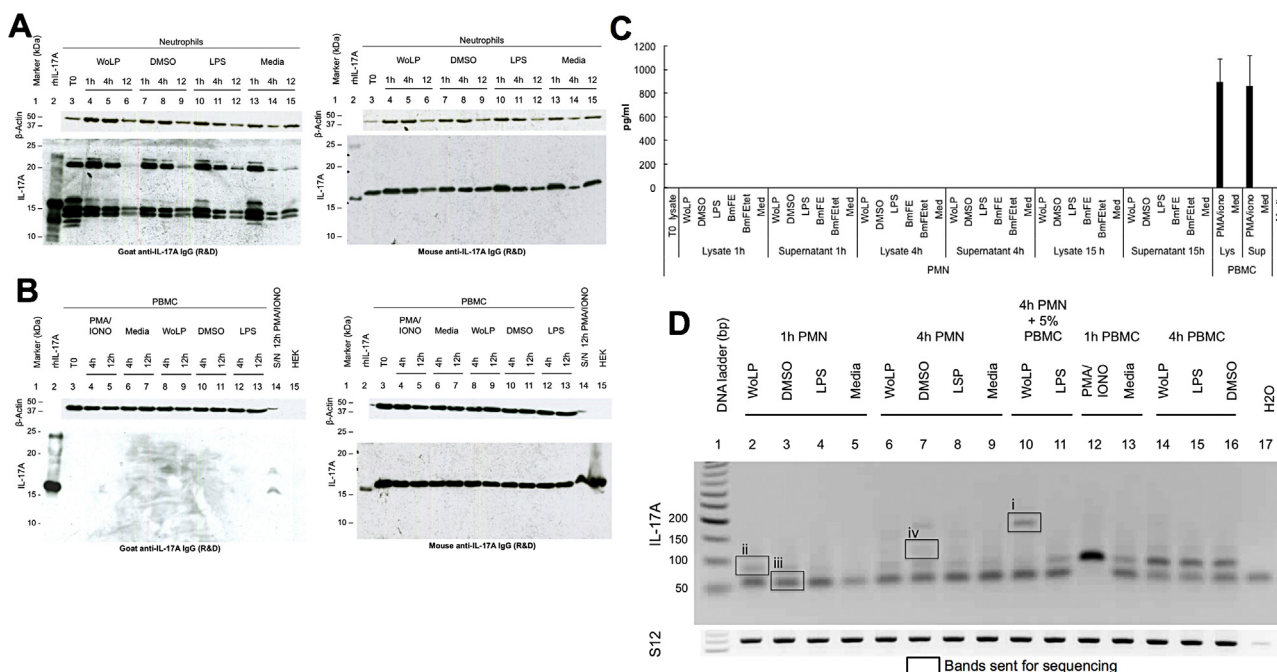 A
Neutrophils
Marker (kDa)
rhIL-17A
T0
WoLP
DMSO
LPS
Media
1h 4h 12 1h 4h 12 1h 4h 12 1h 4h 12
1 2 3 4 5 6 7 8 9 10 11 12 13 14 15
β-Actin
50
37
25
20
15
10
IL-17A
Goat anti-IL-17A IgG (R&D)
Neutrophils
Marker (kDa)
rhIL-17A
T0
WoLP
DMSO
LPS
Media
1h 4h 12 1h 4h 12 1h 4h 12 1h 4h 12
1 2 3 4 5 6 7 8 9 10 11 12 13 14 15
β-Actin
50
37
25
20
15
10
IL-17A
Mouse anti-IL-17A IgG (R&D)
B
PBMC
Marker (kDa)
rhIL-17A
T0
PMA/
IONO
Media
WoLP
DMSO
LPS
4h 12h 4h 12h 4h 12h 4h 12h 4h 12h
S/N 12h PMA/IONO
HEK
1 2 3 4 5 6 7 8 9 10 11 12 13 14 15
β-Actin
50
37
25
20
15
10
IL-17A
Goat anti-IL-17A IgG (R&D)
PBMC
Marker (kDa)
rhIL-17A
T0
PMA/
IONO
Media
WoLP
DMSO
LPS
4h 12h 4h 12h 4h 12h 4h 12h 4h 12h
S/N 12h PMA/IONO
HEK
1 2 3 4 5 6 7 8 9 10 11 12 13 14 15
β-Actin
50
37
25
20
15
10
IL-17A
Mouse anti-IL-17A IgG (R&D)
C
pg/ml
1200
1000
800
600
400
200
0
T0 lysate
WoLP DMSO LPS BmFE BmFEtet Med
WoLP DMSO LPS BmFE BmFEtet Med
WoLP DMSO LPS BmFE BmFEtet Med
WoLP DMSO LPS BmFE BmFEtet Med
WoLP DMSO LPS BmFE BmFEtet Med
WoLP DMSO LPS BmFE BmFEtet Med
PMA/iono Med PMA/iono Med
Lysate 1h Supernatant 1h Lysate 4h Supernatant 4h Lysate 15 h Supernatant 15h Lys Sup
PMN PBMC
D
DNA ladder (bp)
1h PMN
4h PMN
4h PMN
+ 5%
PBMC
1h PBMC
4h PBMC
WoLP DMSO LPS Media WoLP DMSO LSP Media WoLP LPS PMA/
IONO Media WoLP LPS DMSO H2O
1 2 3 4 5 6 7 8 9 10 11 12 13 14 15 16 17
IL-17A
200
150
100
50
i
ii
iii
iv
S12
Bands sent for sequencing